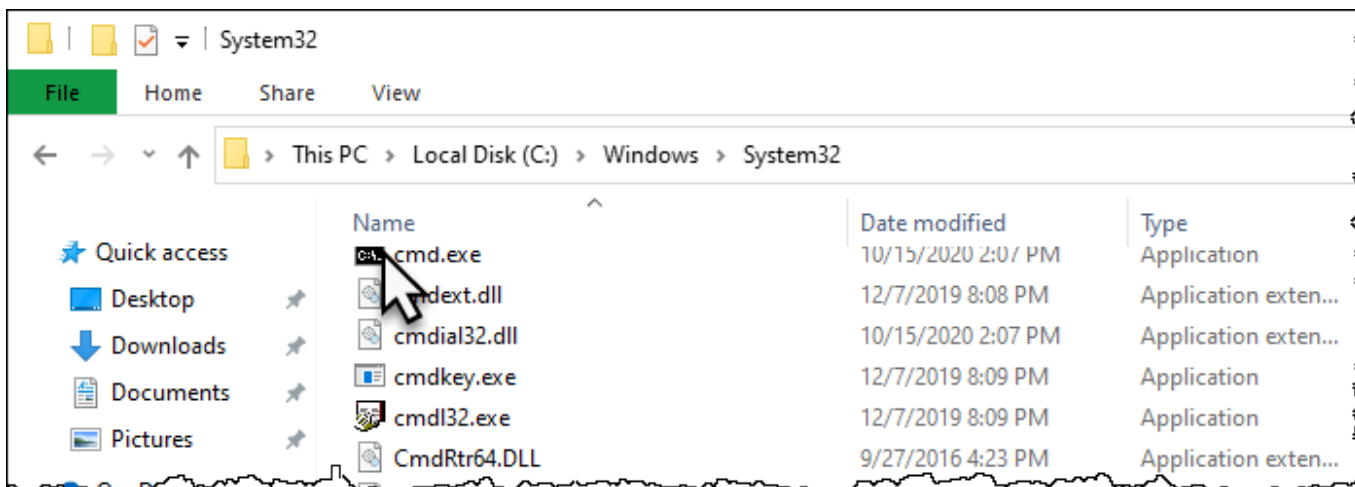 System32
File Home Share View
This PC > Local Disk (C:) > Windows > System32
Name Date modified Type
Quick access
Desktop
Downloads
Documents
Pictures
cmd.exe 10/15/2020 2:07 PM Application
12/7/2019 8:08 PM Application exten...
cmdial32.dll 10/15/2020 2:07 PM Application exten...
cmdkey.exe 12/7/2019 8:09 PM Application
cmdl32.exe 12/7/2019 8:09 PM Application
CmdRtr64.DLL 9/27/2016 4:23 PM Application exten...